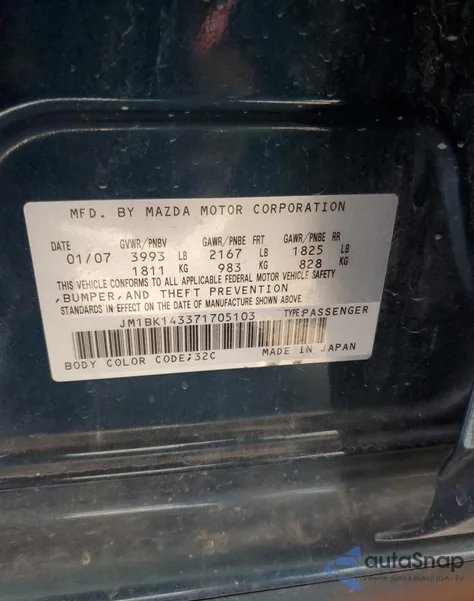 MFD. BY MAZDA MOTOR CORPORATION
DATE GVWR/PNBV GAWR/PNBE FRT GAWR/PNBE RR
01/07 3993 LB 2167 LB 1825 LB
1811 KG 983 KG 828 KG
THIS VEHICLE CONFORMS TO ALL APPLICABLE FEDERAL MOTOR VEHICLE SAFETY
,BUMPER,AND THEFT PREVENTION
STANDARDS IN EFFECT ON THE DATE OF MANUFACTURE SHOWN ABOVE.
JM1BK143371705103 TYPE:PASSENGER
BODY COLOR CODE;32C MADE IN JAPAN
autoSnap